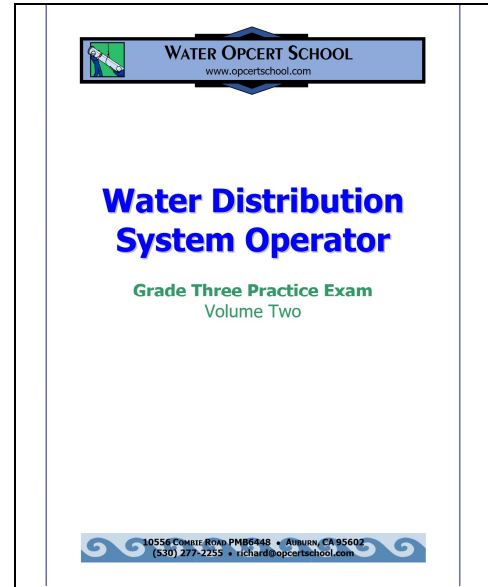 WATER OPCERT SCHOOL
www.opcertschool.com
Water Distribution
System Operator
Grade Three Practice Exam
Volume Two
10556 COMBIE ROAD PMB6448 • AUBURN, CA 95602
(530) 277-2255 • richard@opcertschool.com